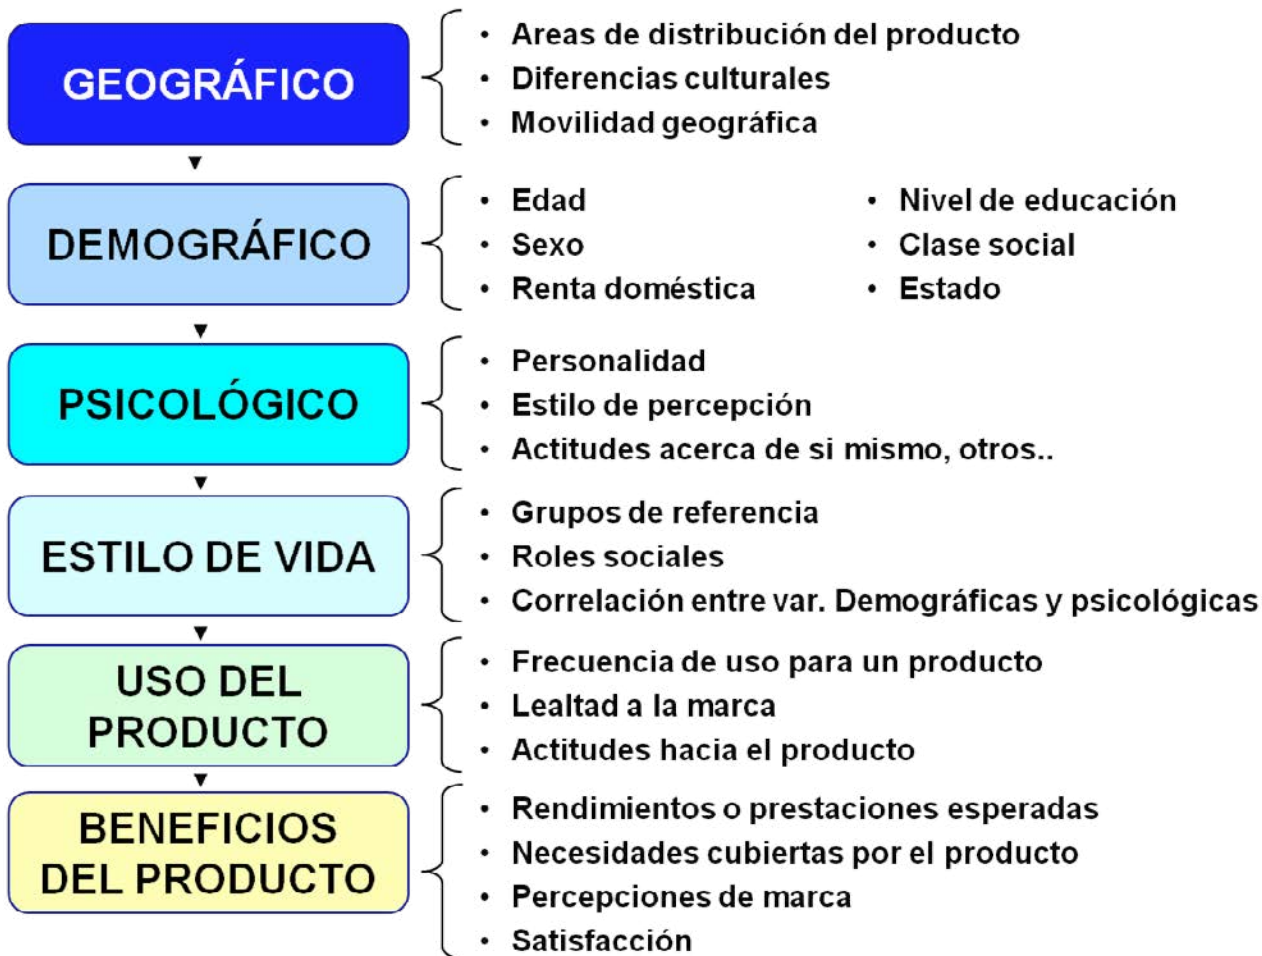 GEOGRÁFICO
• Areas de distribución del producto
• Diferencias culturales
• Movilidad geográfica
DEMOGRÁFICO
• Edad
• Sexo
• Renta doméstica
• Nivel de educación
• Clase social
• Estado
PSICOLÓGICO
• Personalidad
• Estilo de percepción
• Actitudes acerca de si mismo, otros..
ESTILO DE VIDA
• Grupos de referencia
• Roles sociales
• Correlación entre var. Demográficas y psicológicas
USO DEL
PRODUCTO
• Frecuencia de uso para un producto
• Lealtad a la marca
• Actitudes hacia el producto
BENEFICIOS
DEL PRODUCTO
• Rendimientos o prestaciones esperadas
• Necesidades cubiertas por el producto
• Percepciones de marca
• Satisfacción